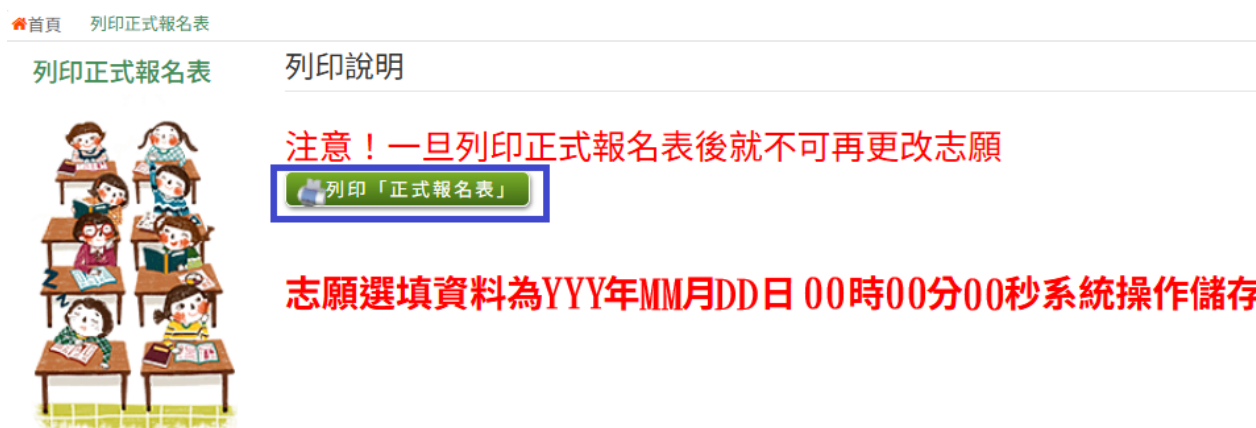 首頁 列印正式報名表
列印正式報名表
列印說明
注意！一旦列印正式報名表後就不可再更改志願
列印「正式報名表」
志願選填資料為YYY年MM月DD日 00時00分00秒系統操作儲存